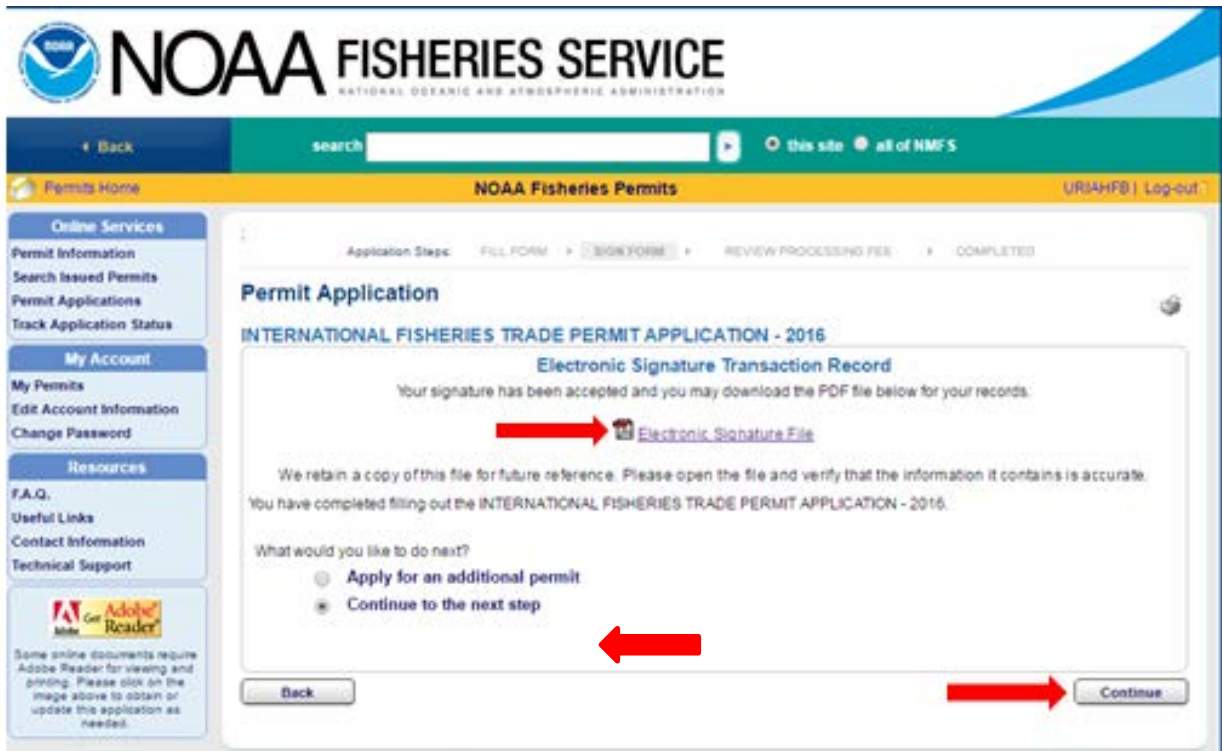 NOAA
NOAA FISHERIES SERVICE
NATIONAL OCEANIC AND ATMOSPHERIC ADMINISTRATION
Back
search
this site all of NMFS
Permits Home
NOAA Fisheries Permits
URIAHFB | Log-out
Online Services
Permit Information
Search Issued Permits
Permit Applications
Track Application Status
My Account
My Permits
Edit Account Information
Change Password
Resources
F.A.Q.
Useful Links
Contact Information
Technical Support
Adobe
Get Adobe®
Reader®
Some online documents require
Adobe Reader for viewing and
printing. Please click on the
image above to obtain or
update this application as
needed.
:
Application Steps: FILL FORM SIGN FORM REVIEW PROCESSING FEE COMPLETED
Permit Application
INTERNATIONAL FISHERIES TRADE PERMIT APPLICATION - 2016
Electronic Signature Transaction Record
Your signature has been accepted and you may download the PDF file below for your records.
Electronic Signature File
We retain a copy of this file for future reference. Please open the file and verify that the information it contains is accurate.
You have completed filling out the INTERNATIONAL FISHERIES TRADE PERMIT APPLICATION - 2016.
What would you like to do next?
Apply for an additional permit
Continue to the next step
Back
Continue